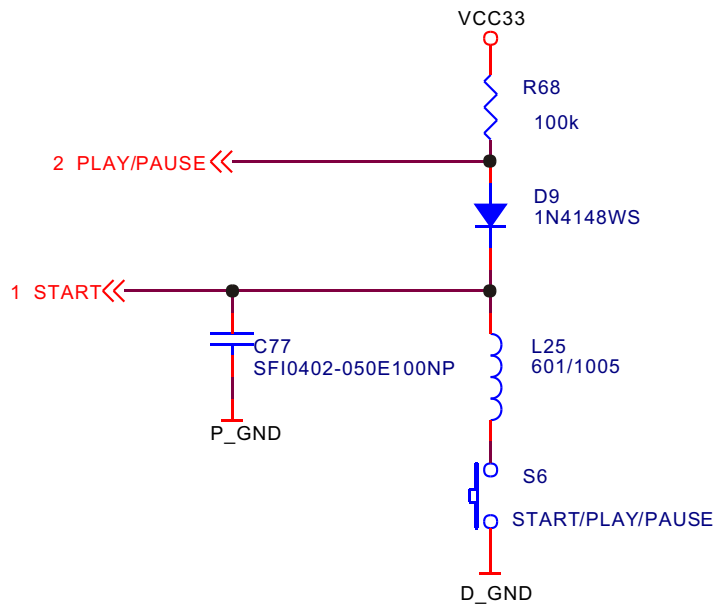 VCC33
R68
100k
2 PLAY/PAUSE
D9
1N4148WS
1 START
C77
SFI0402-050E100NP
L25
601/1005
P_GND
S6
START/PLAY/PAUSE
D_GND